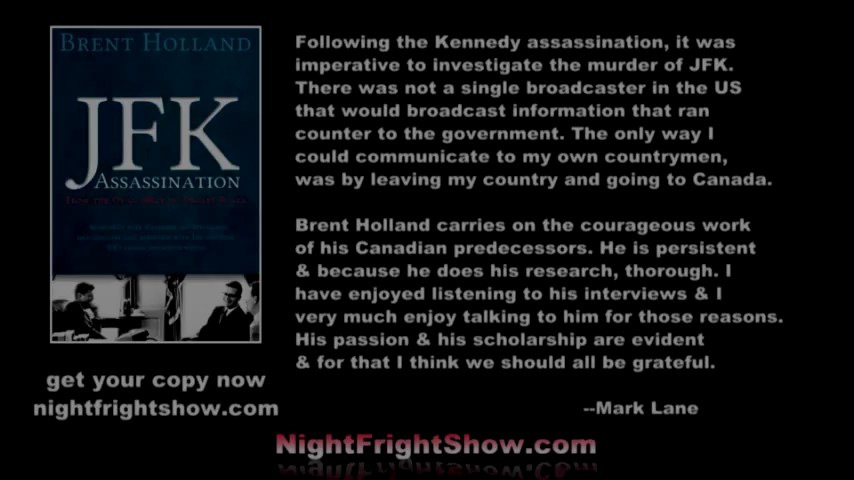 BRENT HOLLAND
JFK
ASSASSINATION
Following the Kennedy assassination, it was
imperative to investigate the murder of JFK.
There was not a single broadcaster in the US
that would broadcast information that ran
counter to the government. The only way I
could communicate to my own countrymen,
was by leaving my country and going to Canada.
Brent Holland carries on the courageous work
of his Canadian predecessors. He is persistent
& because he does his research, thorough. I
have enjoyed listening to his interviews & I
very much enjoy talking to him for those reasons.
His passion & his scholarship are evident
& for that I think we should all be grateful.
--Mark Lane
get your copy now
nightfrightshow.com
NightFrightShow.com